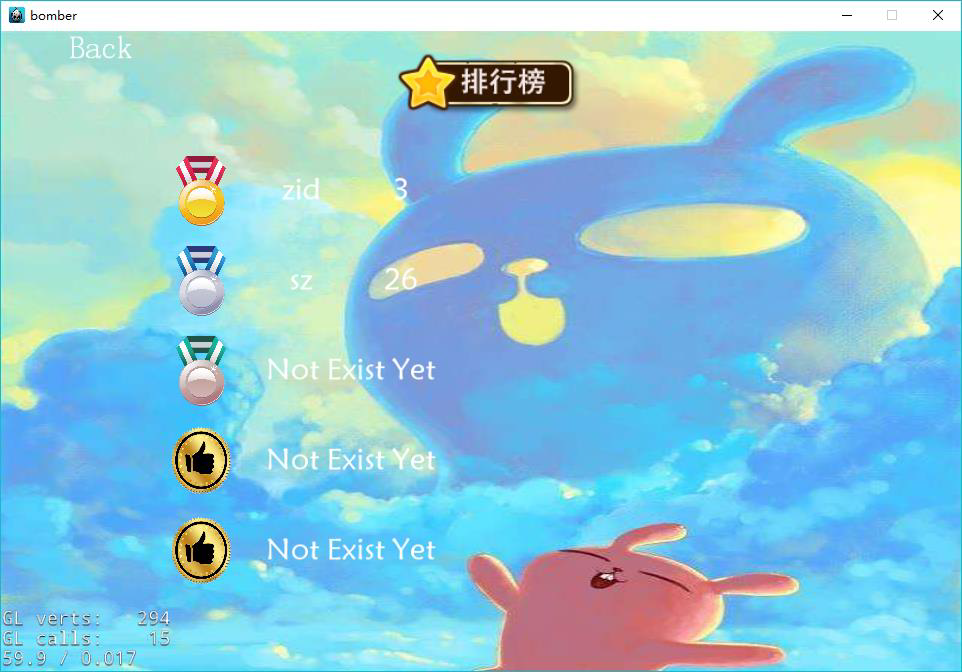 bomber
Back
排行榜
zid 3
sz 26
Not Exist Yet
Not Exist Yet
Not Exist Yet
GL verts: 294
GL calls: 15
59.9 / 0.017